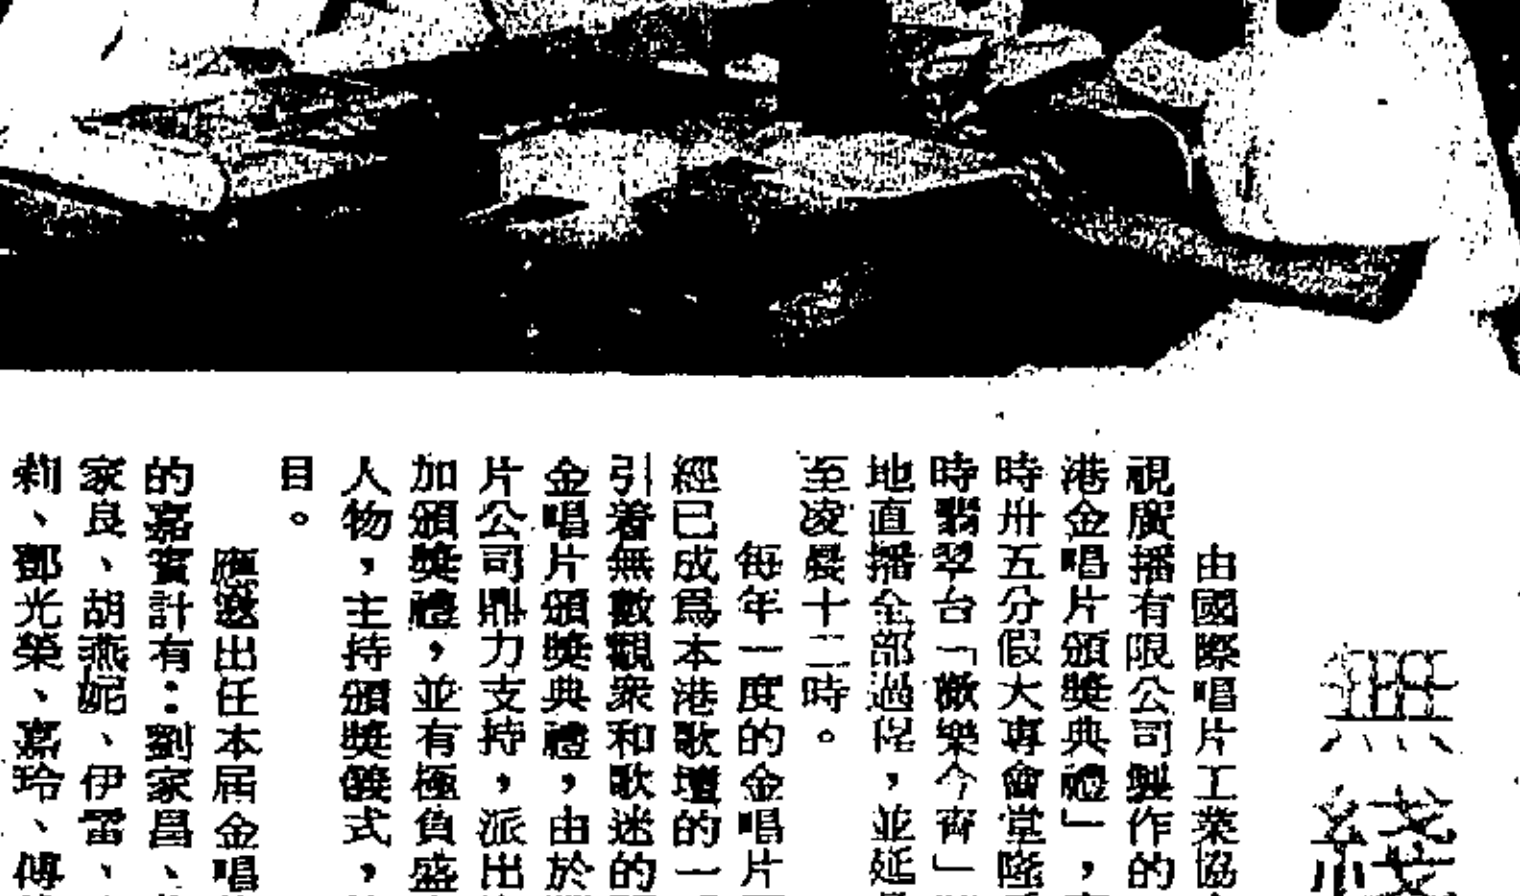 無綫
由國際唱片工業協
視廣播有限公司製作的
港金唱片頒獎典禮」，
時卅五分假大專會堂隆
時翡翠台「歡樂今宵」
地直播全部過程，並延
至凌晨十二時。
每年一度的金唱片
經已成爲本港歌壇的一
引着無數觀衆和歌迷的
金唱片頒獎典禮，由於
片公司鼎力支持，派出
加頒獎禮，並有極負盛
人物，主持頒獎儀式，
目。
應邀出任本届金唱
的嘉賓計有：劉家昌、
家良、胡燕妮、伊雷、
莉、鄧光榮、嘉玲、傅